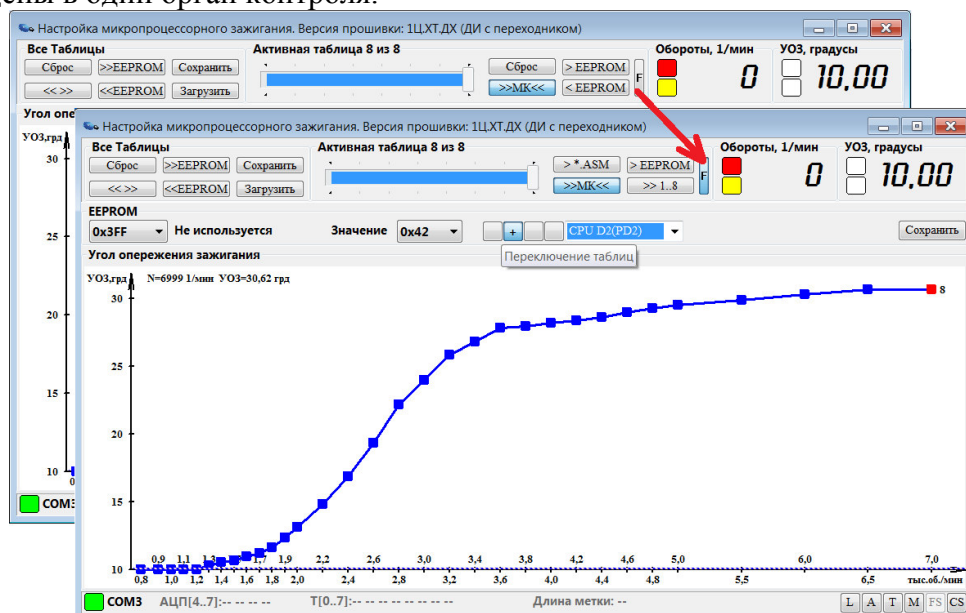 дены в один орган контроля.
Настройка микропроцессорного зажигания. Версия прошивки: 1Ц.ХТ.ДХ (ДИ с переходником)
Все Таблицы Активная таблица 8 из 8 Обороты, 1/мин УОЗ, градусы
Сброс >>EEPROM Сохранить Сброс > EEPROM F 0 10,00
<< >> <<EEPROM Загрузить >>МК<< < EEPROM
Угол опе
УОЗ,грд
30
25
20
15
10
0
COM3
Настройка микропроцессорного зажигания. Версия прошивки: 1Ц.ХТ.ДХ (ДИ с переходником)
Все Таблицы Активная таблица 8 из 8 Обороты, 1/мин УОЗ, градусы
Сброс >>EEPROM Сохранить > *.ASM > EEPROM F 0 10,00
<< >> <<EEPROM Загрузить >>МК<< >> 1..8
EEPROM
0x3FF Не используется Значение 0x42 + CPU D2(PD2) Сохранить
Угол опережения зажигания Переключение таблиц
УОЗ,грд N=6999 1/мин УОЗ=30,62 грд
8
30
25
20
15
10
0,9 1,1 1,3 1,7 1,9 2,2 2,6 3,0 3,4 3,8 4,2 4,6 5,0 6,0 7,0
0,8 1,0 1,2 1,4 1,6 1,8 2,0 2,4 2,8 3,2 3,6 4,0 4,4 4,8 5,5 6,5 тыс.об./мин
COM3 АЦП[4..7]:-- -- -- -- T[0..7]:-- -- -- -- -- -- -- -- Длина метки: -- L A T M FS CS